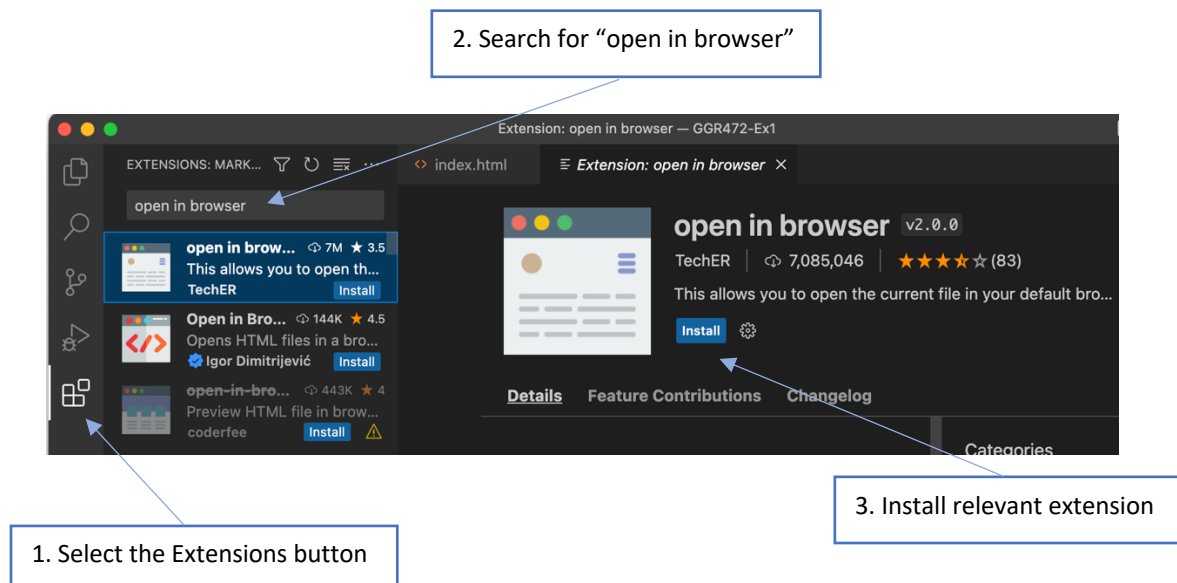 2. Search for “open in browser”
Extension: open in browser — GGR472-Ex1
EXTENSIONS: MARK... ...
open in browser
open in brow... 7M ★ 3.5
This allows you to open th...
TechER Install
Open in Bro... 144K ★ 4.5
Opens HTML files in a bro...
Igor Dimitrijević Install
open-in-bro... 443K ★ 4
Preview HTML file in brow...
coderfee Install
index.html
Extension: open in browser ×
open in browser v2.0.0
TechER 7,085,046 (83)
This allows you to open the current file in your default bro...
Install
Details Feature Contributions Changelog
Categories
3. Install relevant extension
1. Select the Extensions button